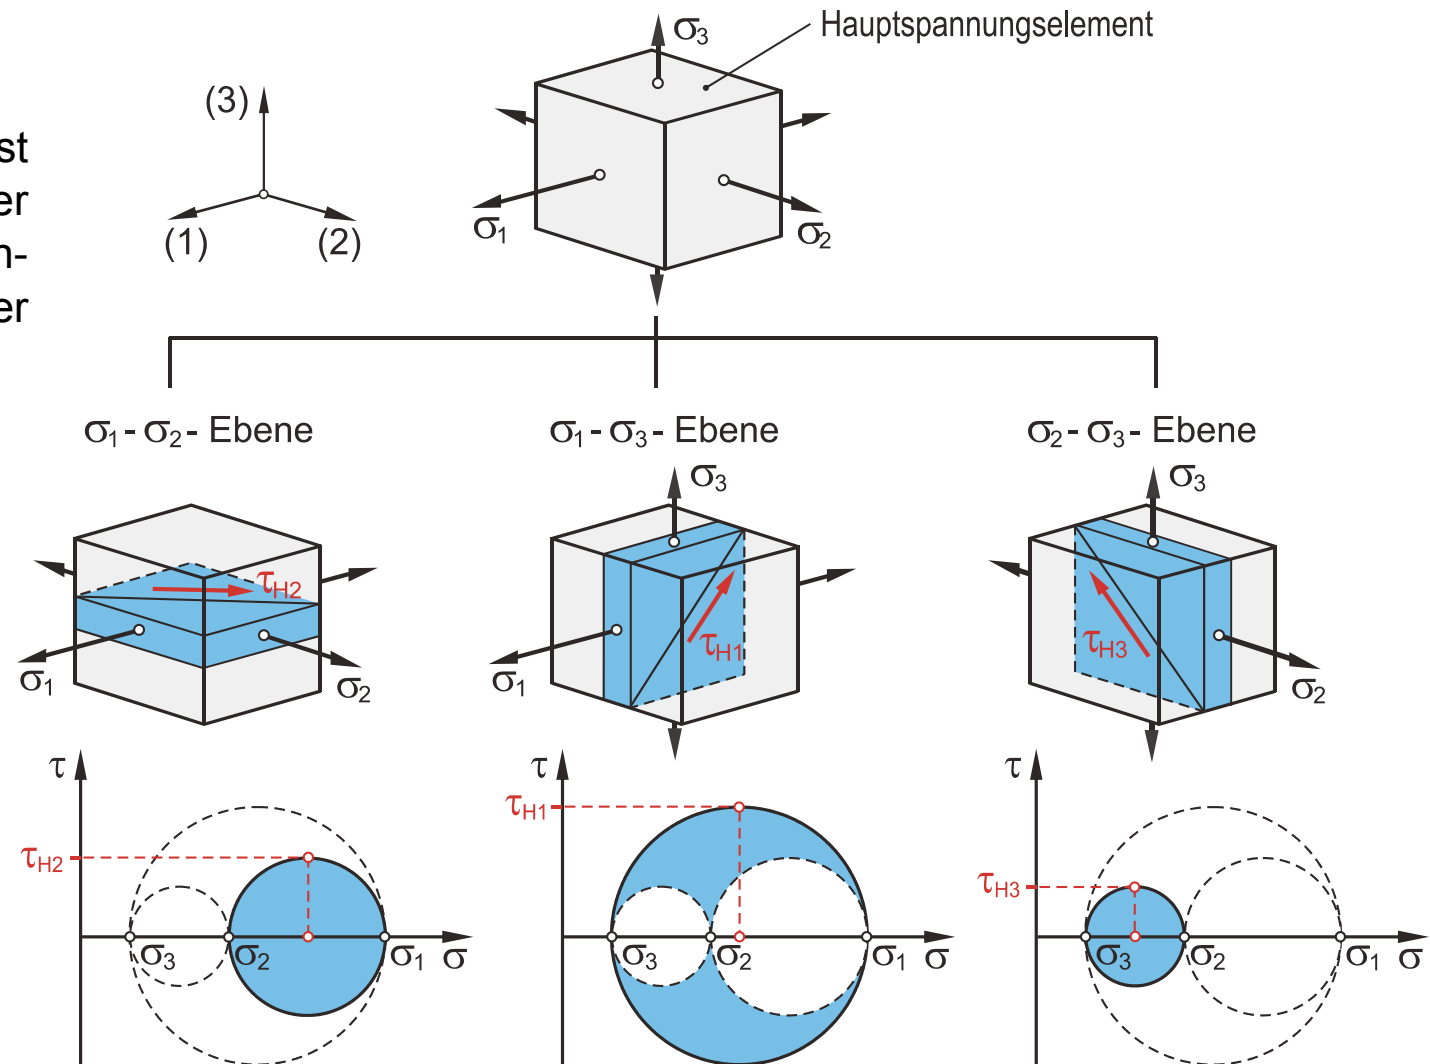 σ3
Hauptspannungselement
(3)
st
er
n-
er
(1)
(2)
σ1
σ2
σ1 - σ2 - Ebene
σ1 - σ3 - Ebene
σ2 - σ3 - Ebene
σ3
σ3
τH2
τH1
τH3
σ1
σ2
σ1
σ2
τ
τ
τ
τH1
τH2
τH3
σ3
σ2
σ1
σ
σ3
σ2
σ1
σ
σ3
σ2
σ1
σ